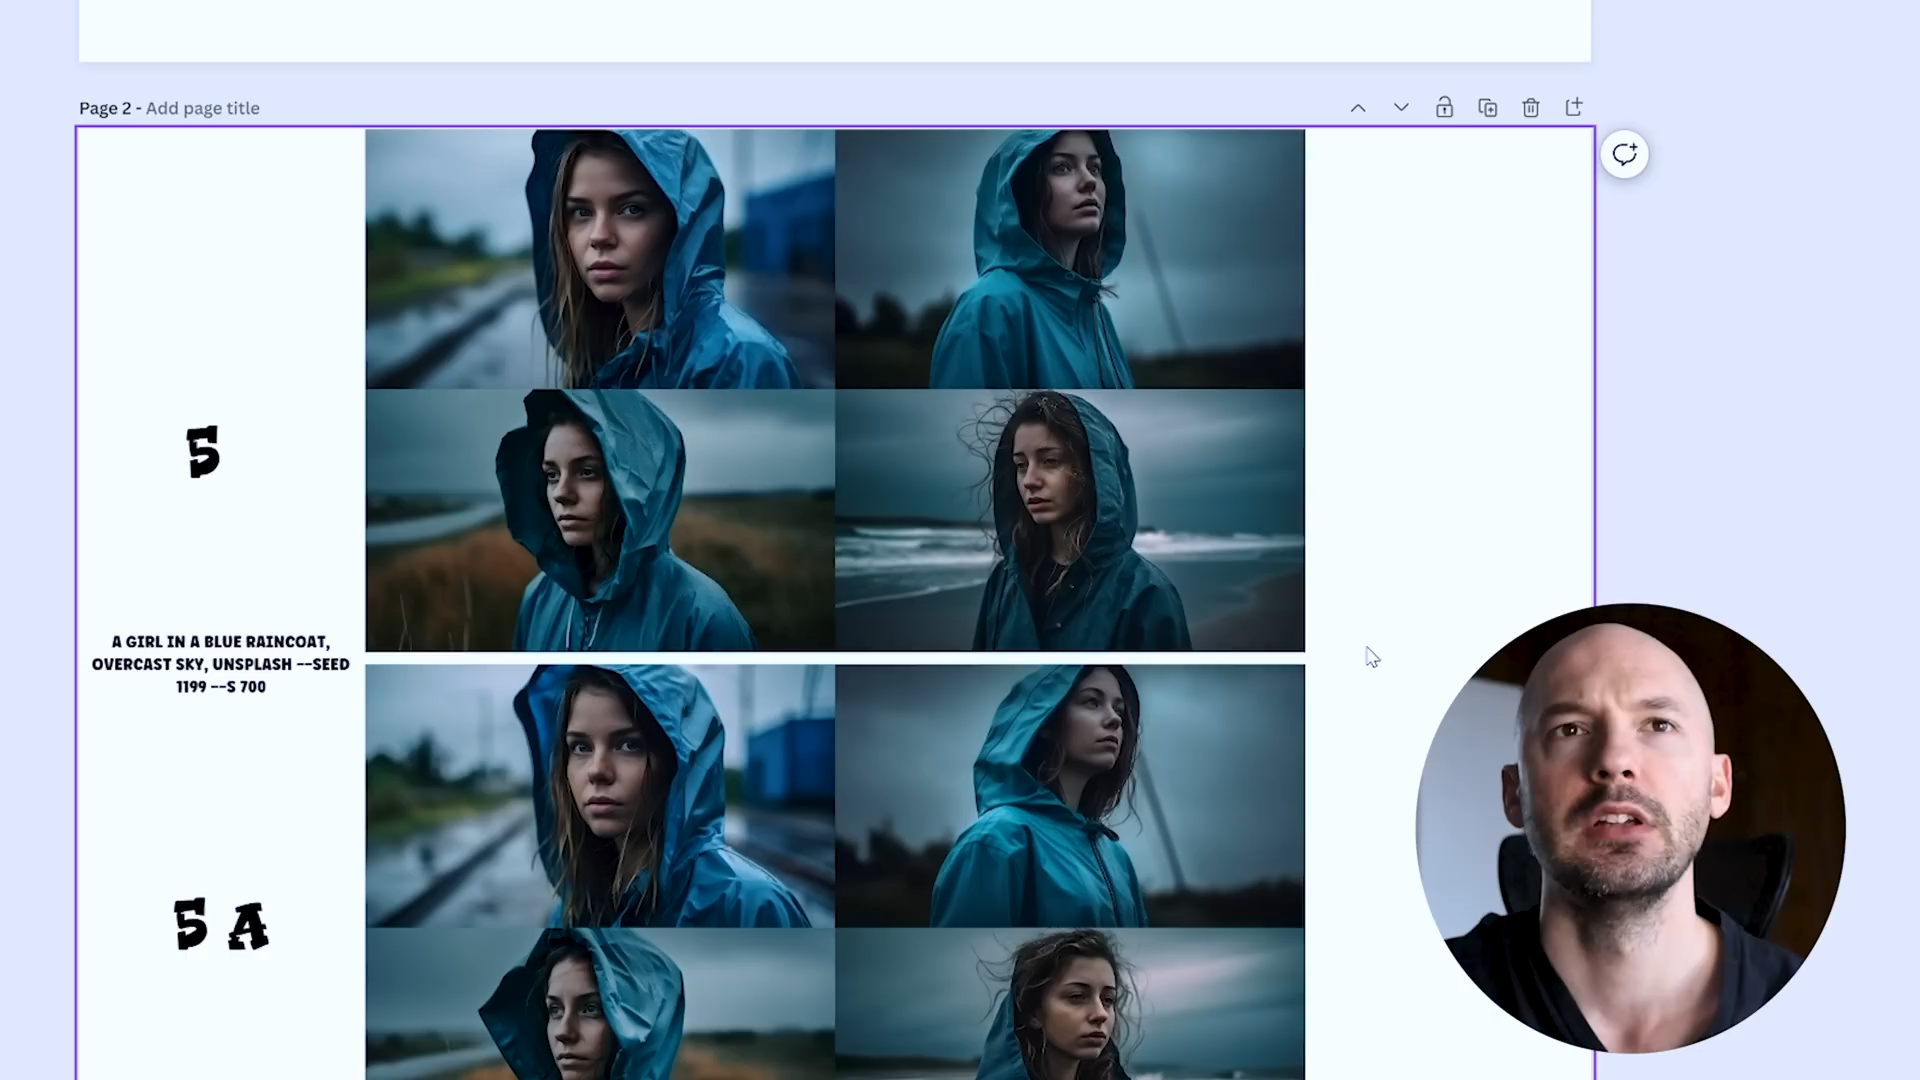 Page 2 - Add page title
5
A GIRL IN A BLUE RAINCOAT,
OVERCAST SKY, UNSPLASH --SEED
1199 --S 700
5 A